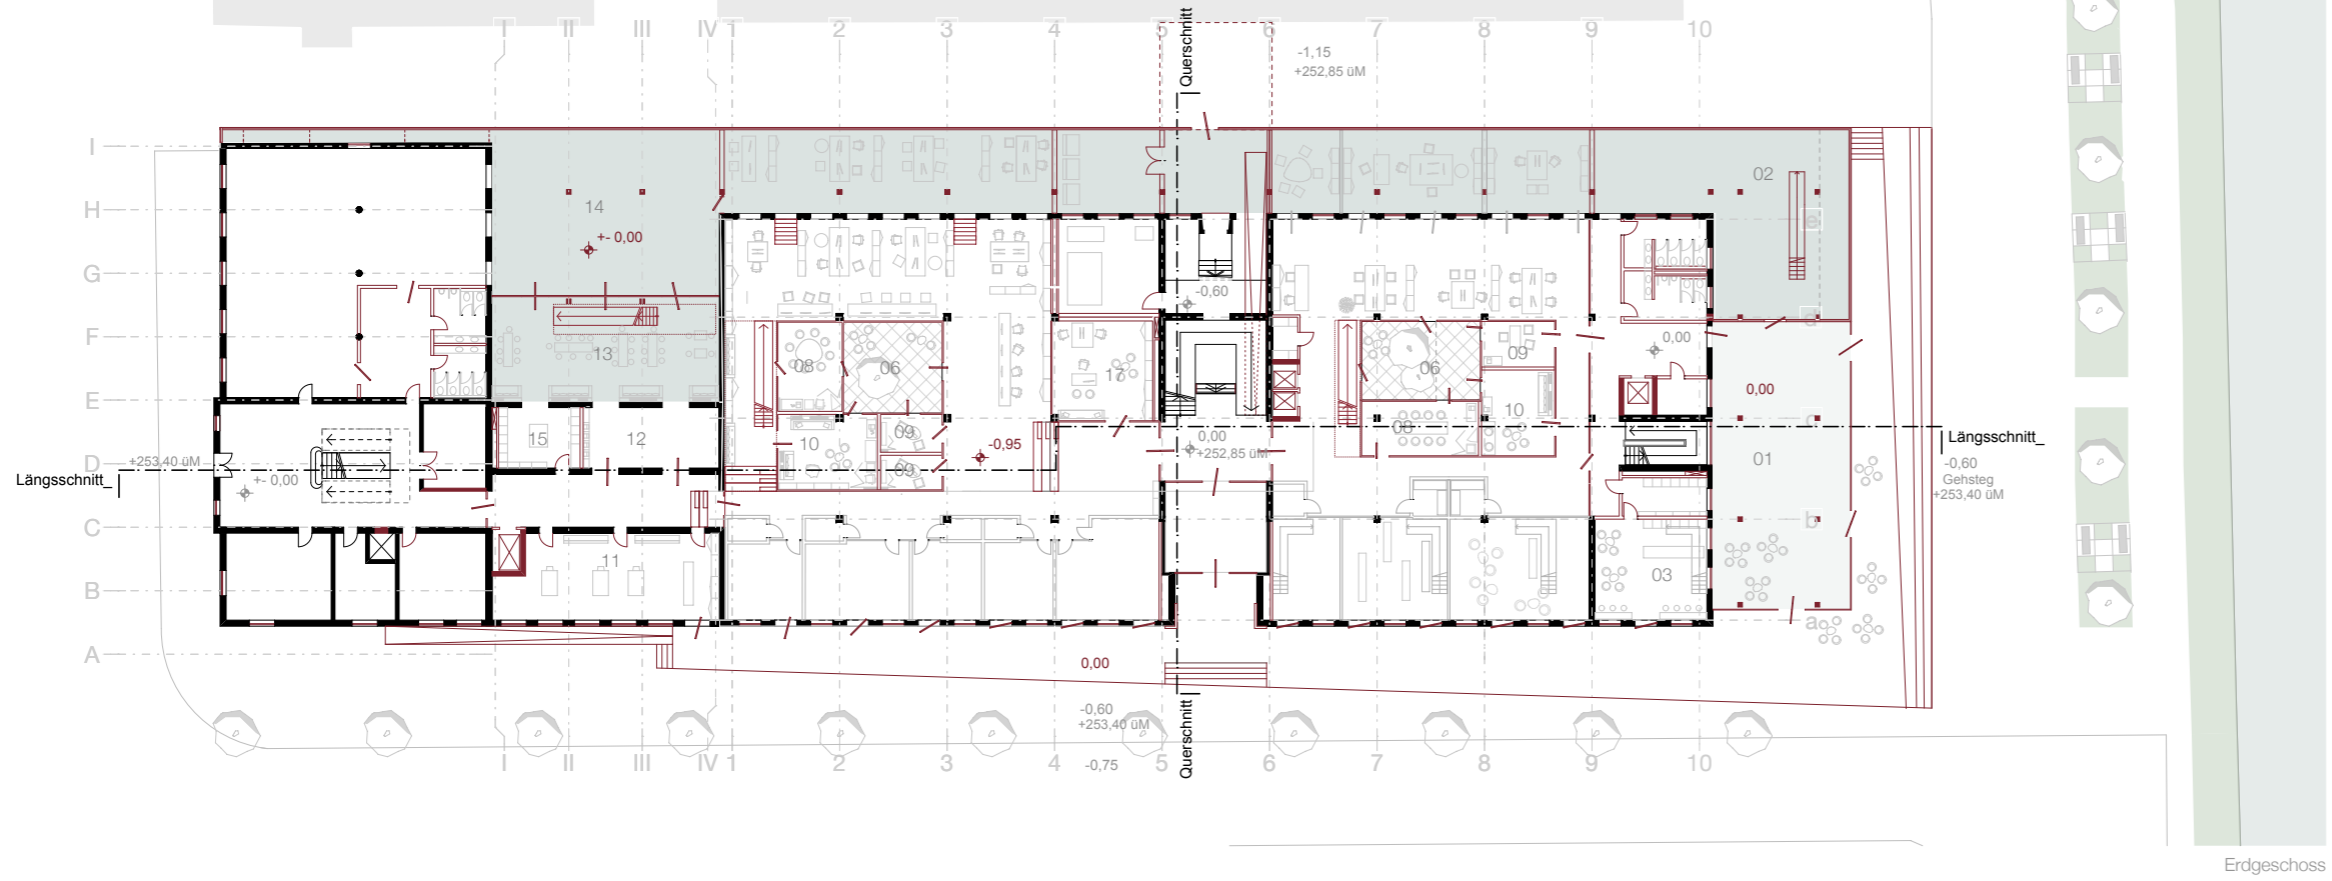 I II III IV 1 2 3 4 5 6 7 8 9 10
Querschnitt
-1,15
+252,85 üM
I
H
G
F
E
D
C
B
A
02
14
+- 0,00
e
-0,60
d
13
08
06
17
06
09
0,00
0,00
15
12
10
09
09
-0,95
0,00
+252,85 üM
08
10
c
01
+253,40 üM
Längsschnitt_
+- 0,00
Längsschnitt_
-0,60
Gehsteg
+253,40 üM
b
11
03
a
0,00
-0,60
+253,40 üM
Querschnitt
-0,75
I II III IV 1 2 3 4 5 6 7 8 9 10
Erdgeschoss